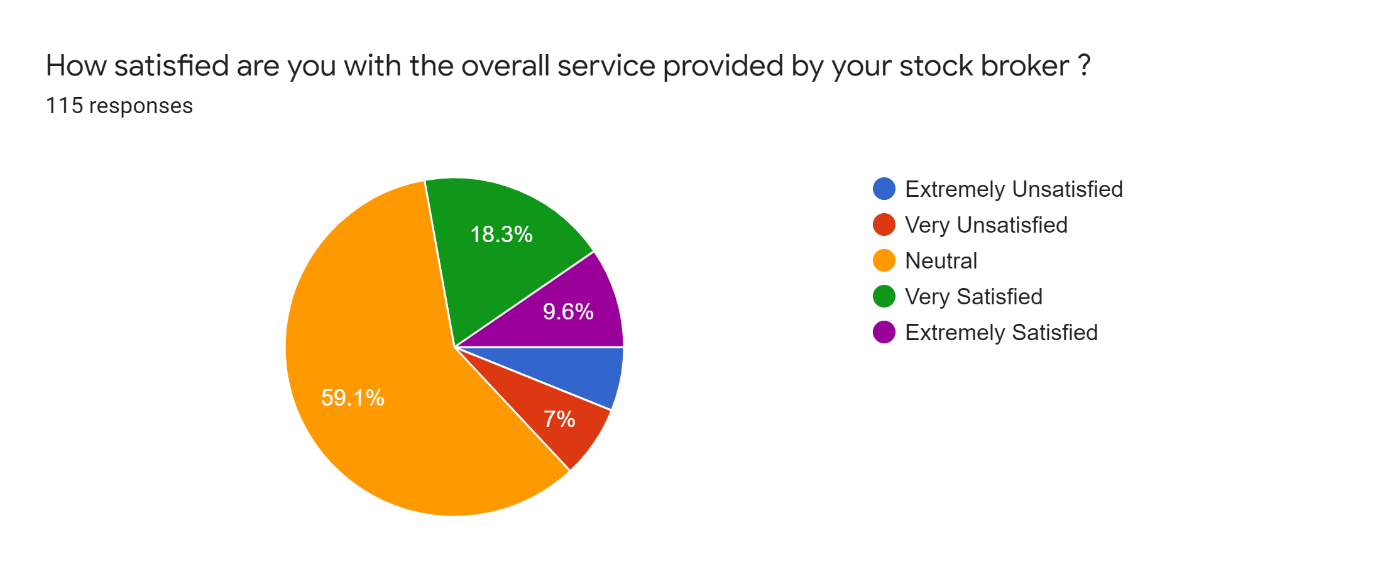 How satisfied are you with the overall service provided by your stock broker ?
115 responses
18.3%
9.6%
59.1%
7%
Extremely Unsatisfied
Very Unsatisfied
Neutral
Very Satisfied
Extremely Satisfied